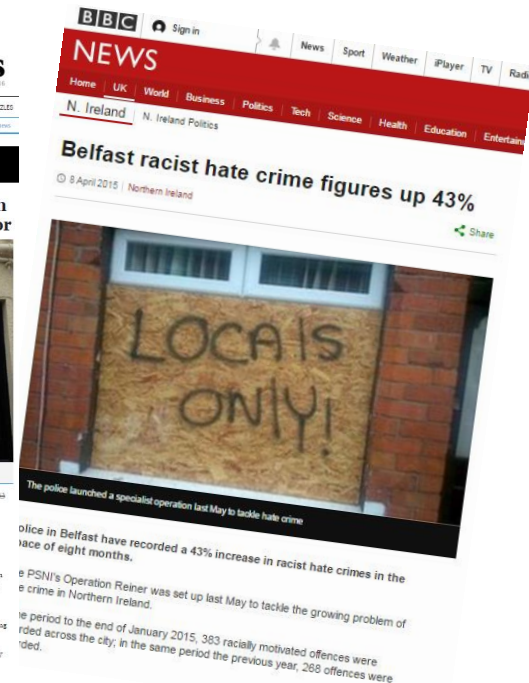 BBC Sign in News Sport Weather iPlayer TV
NEWS
Home UK World Business Politics Tech Science Health Education
N. Ireland N. Ireland Politics
Belfast racist hate crime figures up 43%
8 April 2015 Northern Ireland
Share
LOCAlS
ONlY!
The police launched a specialist operation last May to tackle hate crime
in Belfast have recorded a 43% increase in racist hate crimes in the
of eight months.
PSNI's Operation Reiner was set up last May to tackle the growing problem of
crime in Northern Ireland.
period to the end of January 2015, 383 racially motivated offences were
across the city; in the same period the previous year, 268 offences were